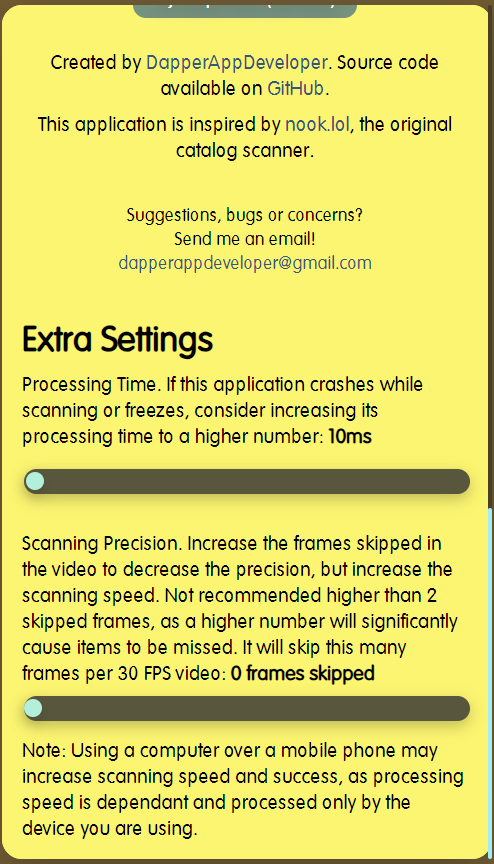 Created by DapperAppDeveloper. Source code
available on GitHub.
This application is inspired by nook.lol, the original
catalog scanner.
Suggestions, bugs or concerns?
Send me an email!
dapperappdeveloper@gmail.com
Extra Settings
Processing Time. If this application crashes while
scanning or freezes, consider increasing its
processing time to a higher number: 10ms
Scanning Precision. Increase the frames skipped in
the video to decrease the precision, but increase the
scanning speed. Not recommended higher than 2
skipped frames, as a higher number will significantly
cause items to be missed. It will skip this many
frames per 30 FPS video: 0 frames skipped
Note: Using a computer over a mobile phone may
increase scanning speed and success, as processing
speed is dependant and processed only by the
device you are using.